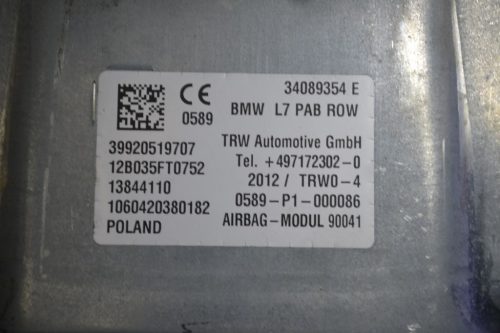 CE
0589
34089354 E
BMW L7 PAB ROW
39920519707
12B035FT0752
13844110
1060420380182
POLAND
TRW Automotive GmbH
Tel. +497172302-0
2012 / TRW0-4
0589-P1-000086
AIRBAG-MODUL 90041